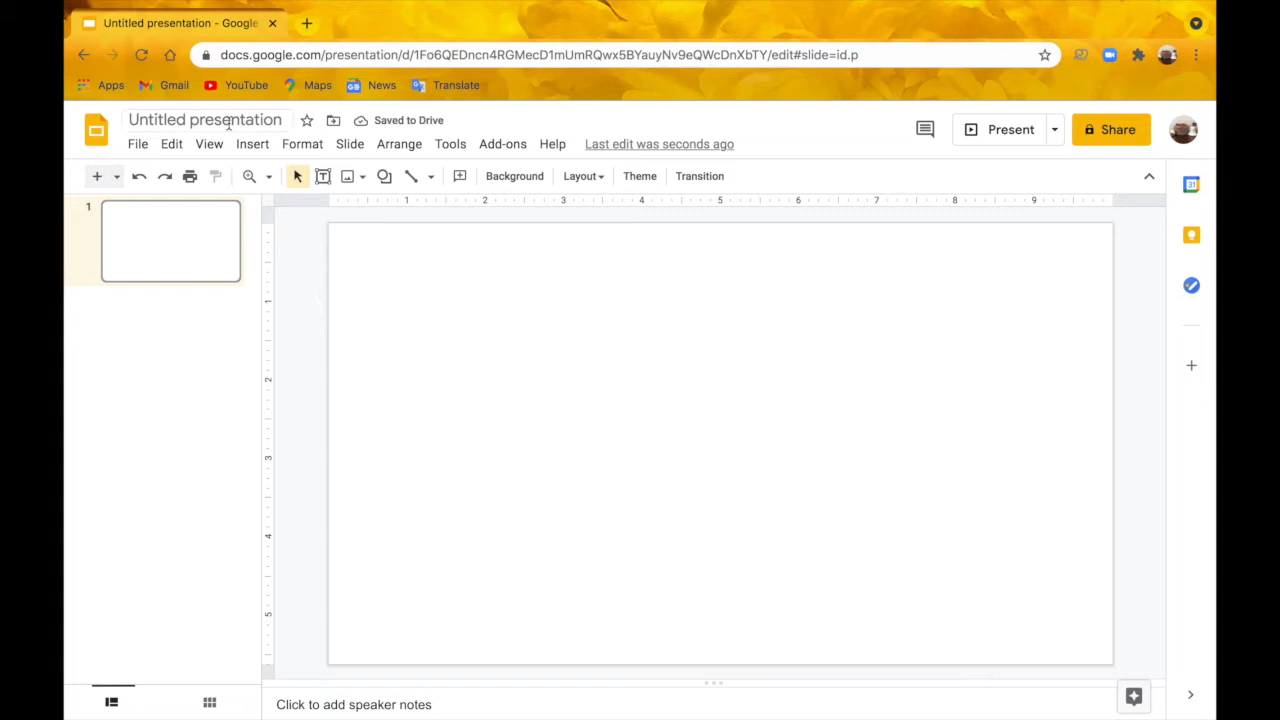 Untitled presentation - Google
docs.google.com/presentation/d/1Fo6QEDncn4RGMecD1mUmRQwx5BYauyNv9eQWcDnXbTY/edit#slide=id.p
Apps Gmail YouTube Maps News Translate
Untitled presentation Saved to Drive
Present Share
File Edit View Insert Format Slide Arrange Tools Add-ons Help Last edit was seconds ago
Background Layout Theme Transition
1 2 3 4 5 6 7 8 9
1
31
1
2
3
4
5
Click to add speaker notes